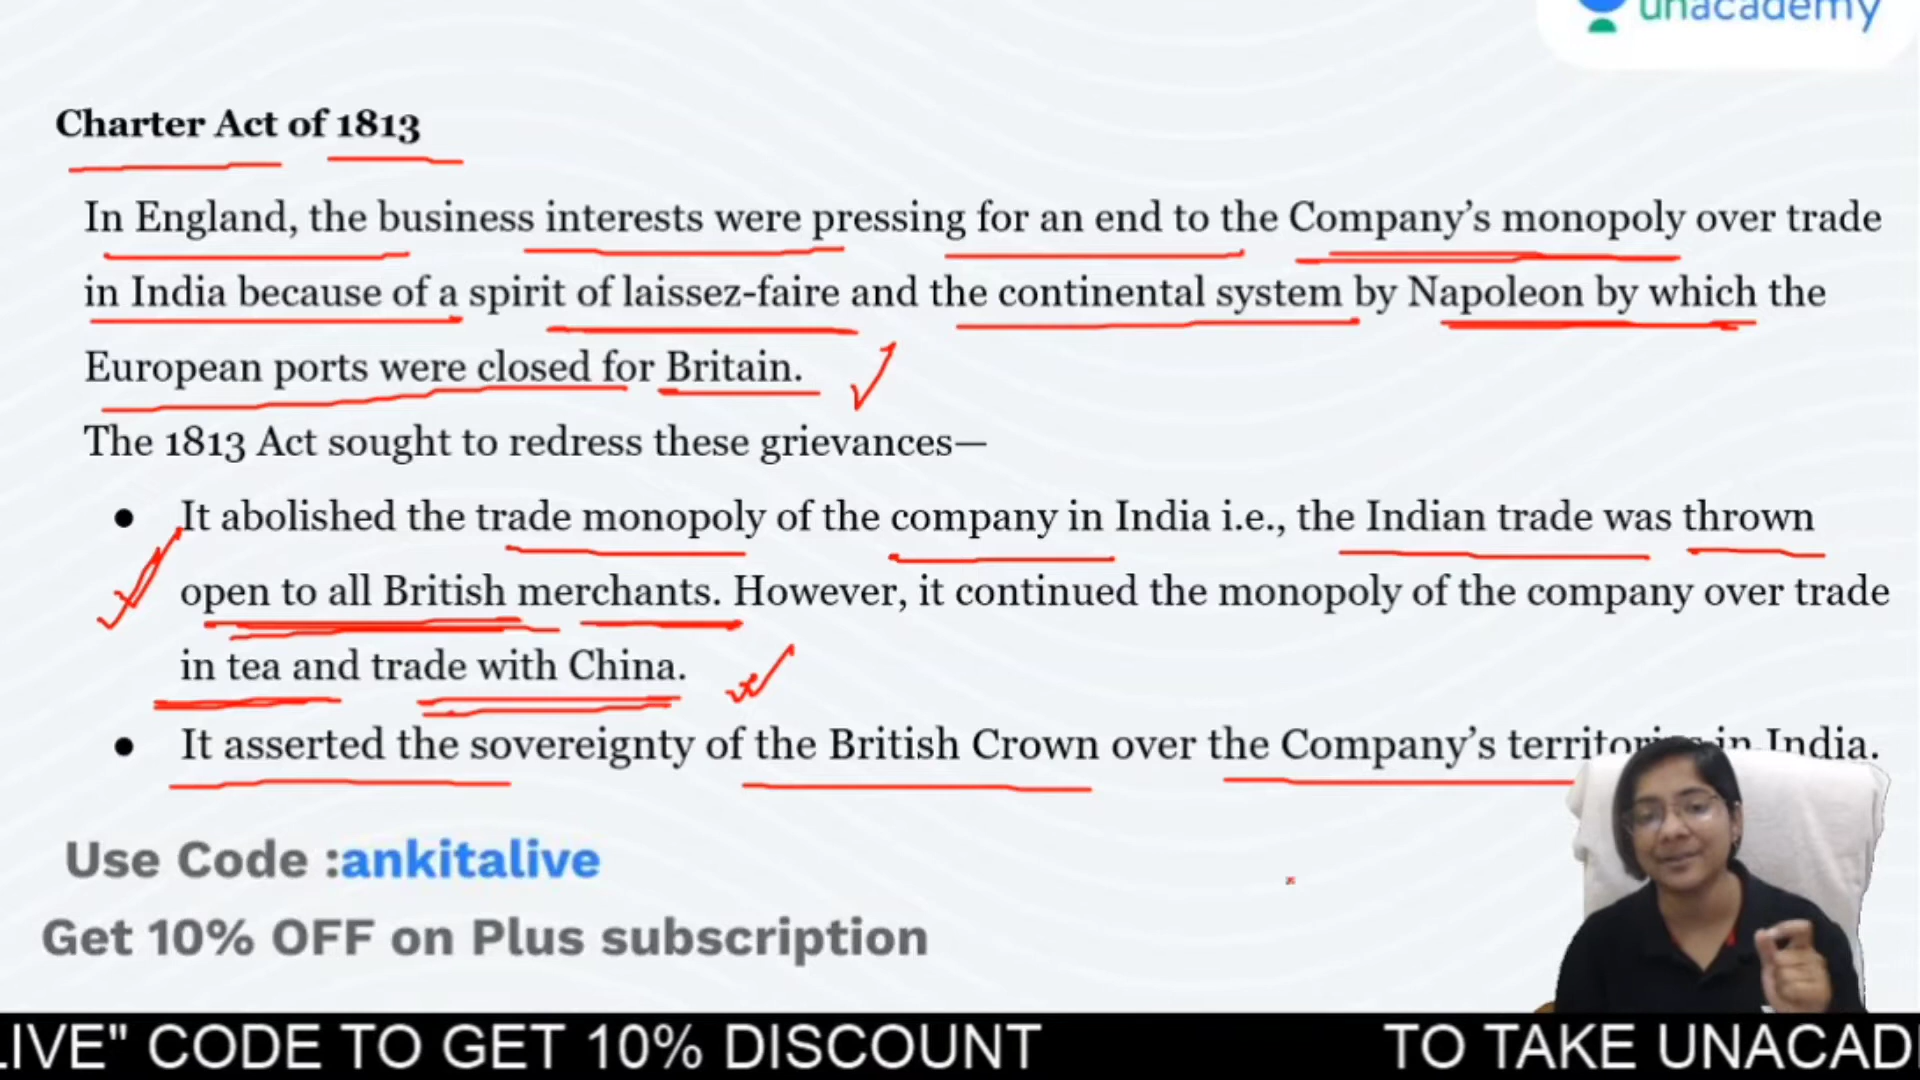 unacademy
Charter Act of 1813
In England, the business interests were pressing for an end to the Company’s monopoly over trade
in India because of a spirit of laissez-faire and the continental system by Napoleon by which the
European ports were closed for Britain.
The 1813 Act sought to redress these grievances—
● It abolished the trade monopoly of the company in India i.e., the Indian trade was thrown
open to all British merchants. However, it continued the monopoly of the company over trade
in tea and trade with China.
● It asserted the sovereignty of the British Crown over the Company’s in India.
Use Code :ankitalive
Get 10% OFF on Plus subscription
LIVE" CODE TO GET 10% DISCOUNT TO TAKE UNACAD